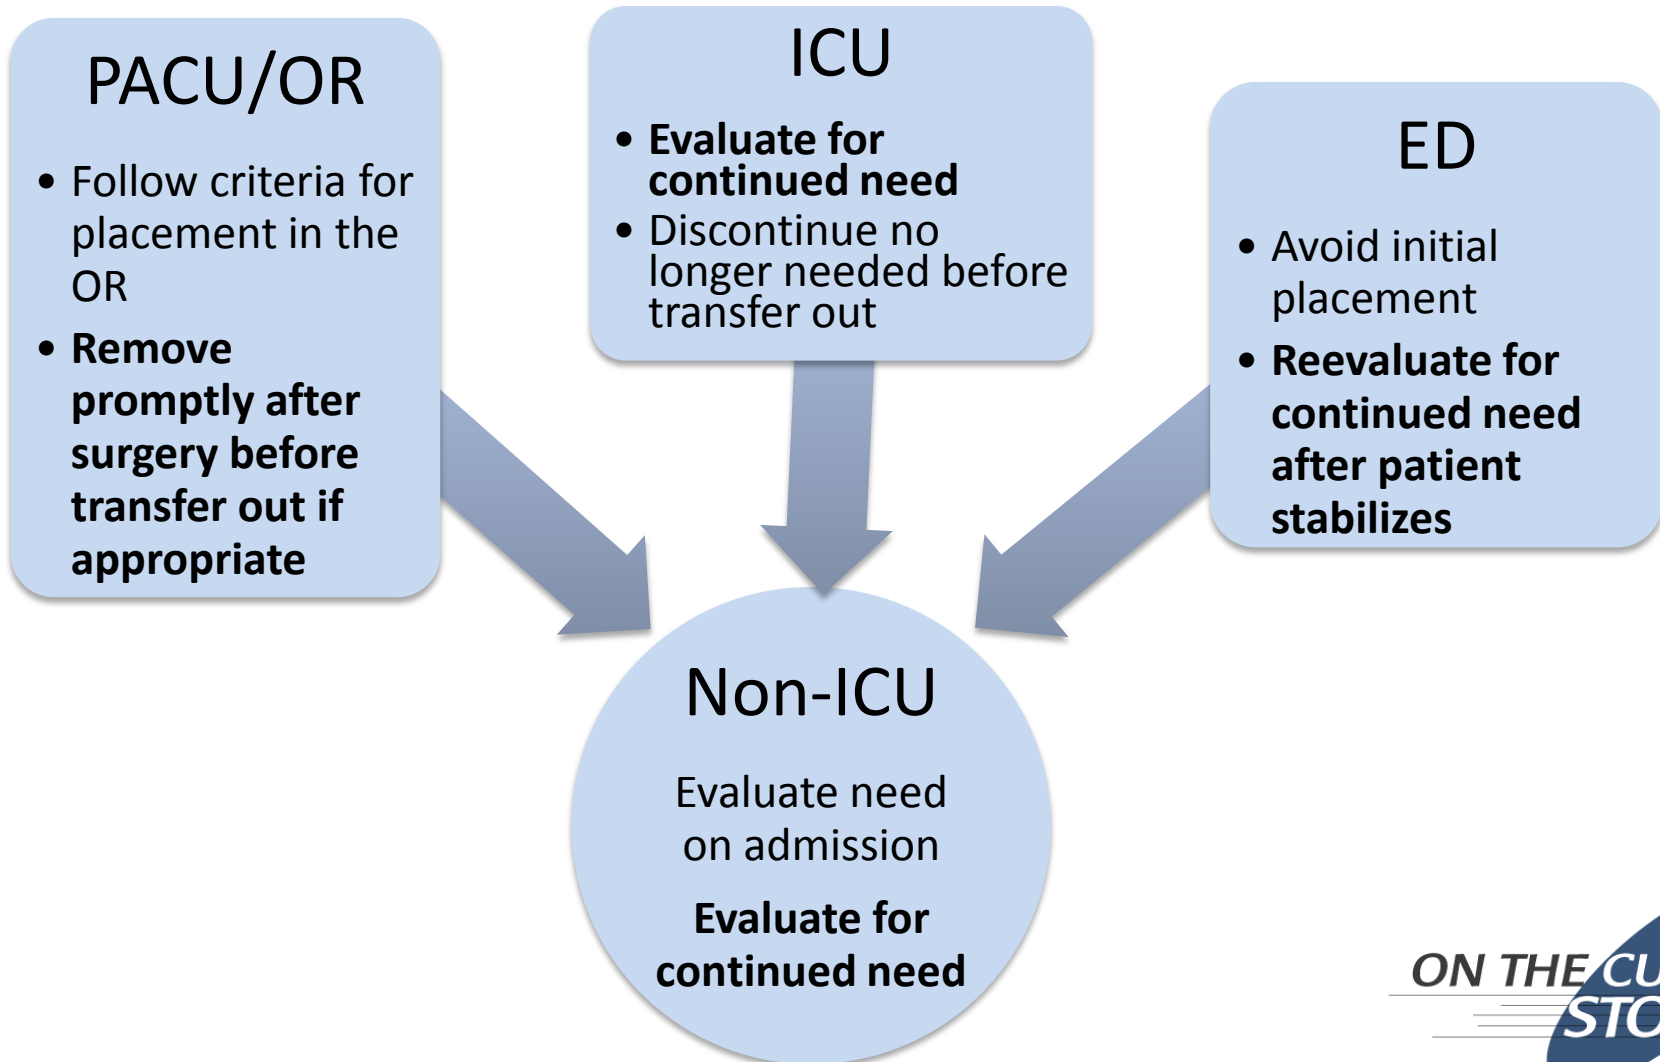 PACU/OR
• Follow criteria for
placement in the
OR
• Remove
promptly after
surgery before
transfer out if
appropriate
ICU
• Evaluate for
continued need
• Discontinue no
longer needed before
transfer out
ED
• Avoid initial
placement
• Reevaluate for
continued need
after patient
stabilizes
Non-ICU
Evaluate need
on admission
Evaluate for
continued need
ON THE CU
STO